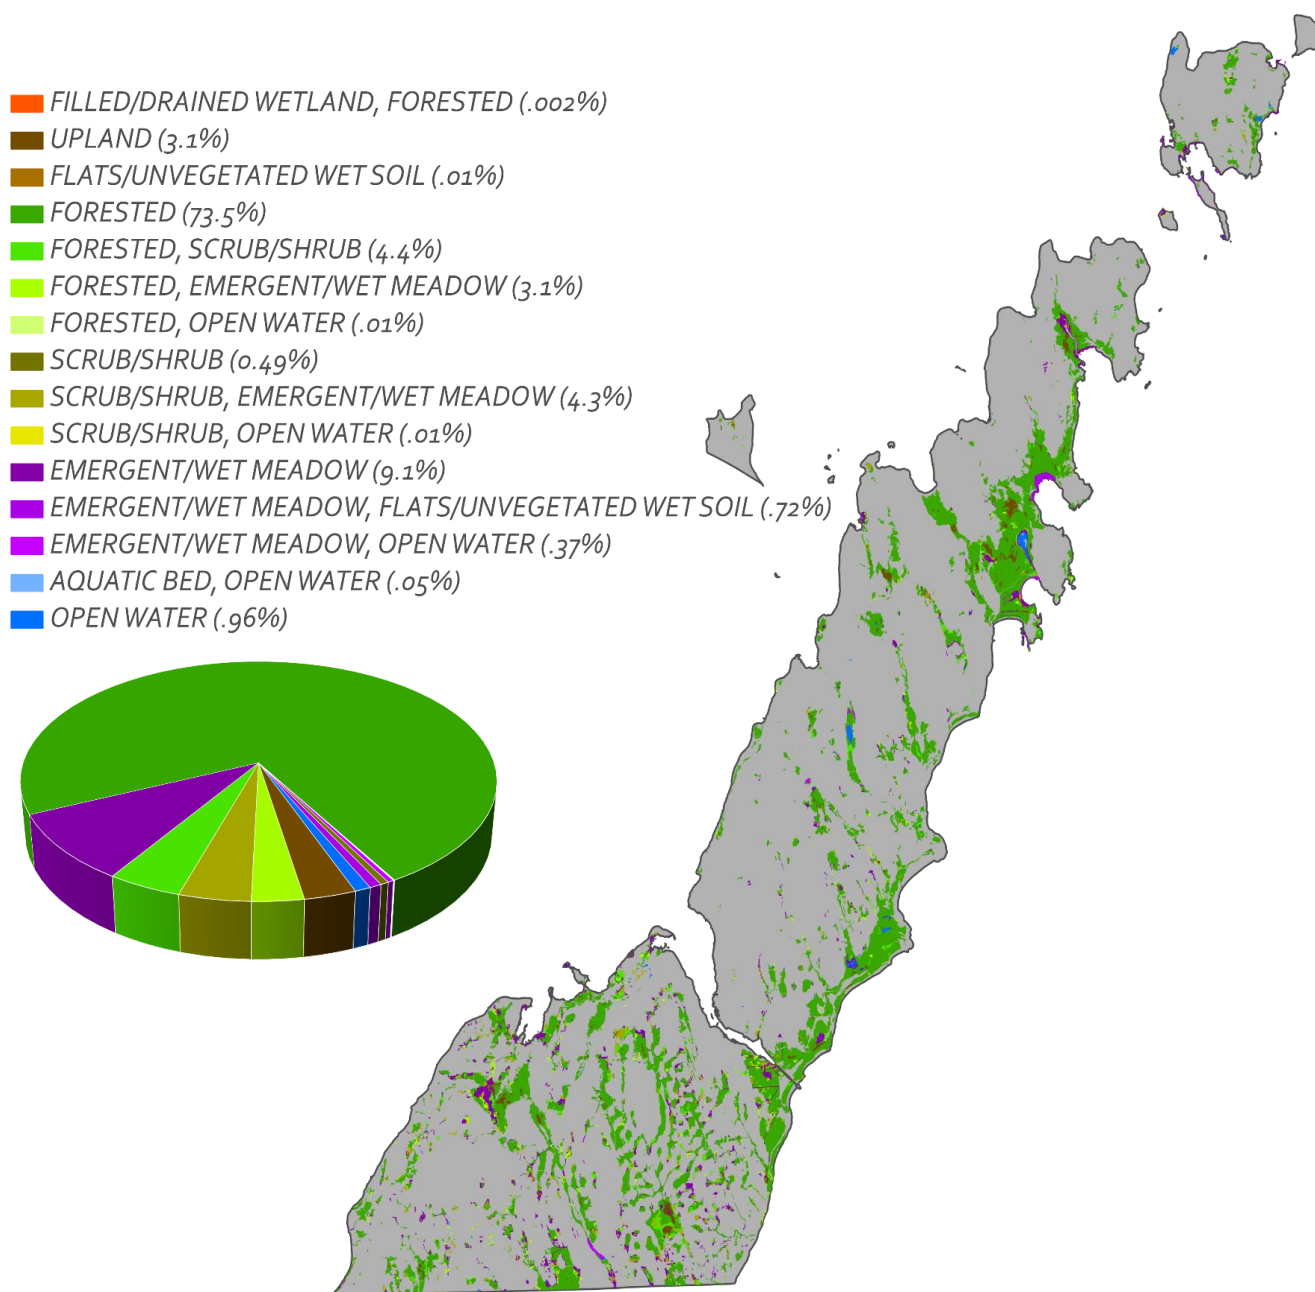 FILLED/DRAINED WETLAND, FORESTED (.002%)
UPLAND (3.1%)
FLATS/UNVEGETATED WET SOIL (.01%)
FORESTED (73.5%)
FORESTED, SCRUB/SHRUB (4.4%)
FORESTED, EMERGENT/WET MEADOW (3.1%)
FORESTED, OPEN WATER (.01%)
SCRUB/SHRUB (0.49%)
SCRUB/SHRUB, EMERGENT/WET MEADOW (4.3%)
SCRUB/SHRUB, OPEN WATER (.01%)
EMERGENT/WET MEADOW (9.1%)
EMERGENT/WET MEADOW, FLATS/UNVEGETATED WET SOIL (.72%)
EMERGENT/WET MEADOW, OPEN WATER (.37%)
AQUATIC BED, OPEN WATER (.05%)
OPEN WATER (.96%)